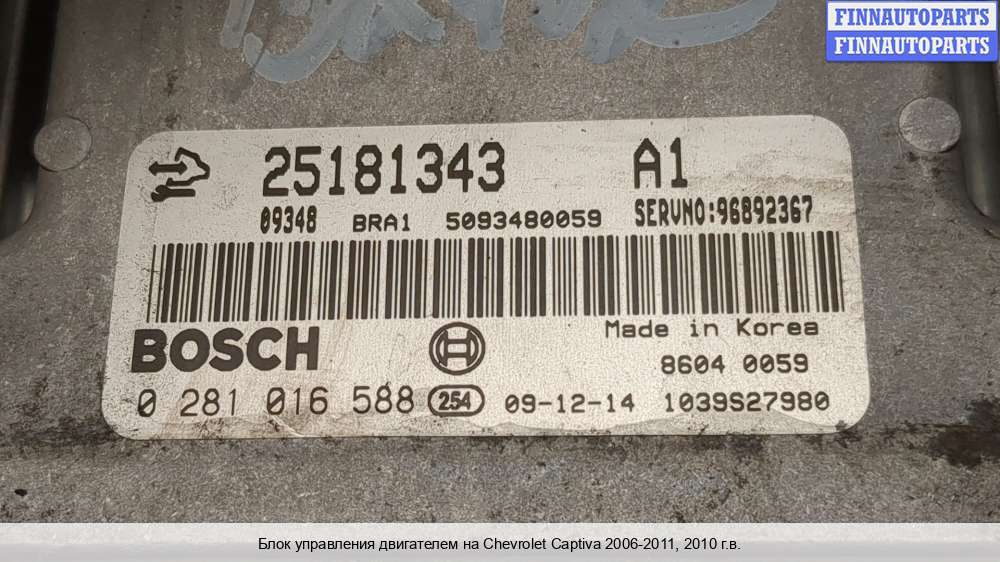 FINNAUTOPARTS
FINNAUTOPARTS
25181343 A1
09348 BRA1 5093480059 SERVNO:96892367
BOSCH Made in Korea
8604 0059
0 281 016 588 254 09-12-14 1039S27980
Блок управления двигателем на Chevrolet Captiva 2006-2011, 2010 г.в.